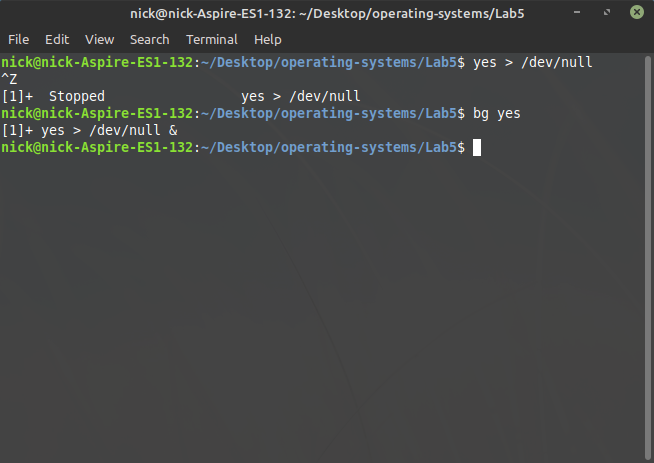 nick@nick-Aspire-ES1-132: ~/Desktop/operating-systems/Lab5
File Edit View Search Terminal Help
nick@nick-Aspire-ES1-132:~/Desktop/operating-systems/Lab5$ yes > /dev/null
^Z
[1]+  Stopped                 yes > /dev/null
nick@nick-Aspire-ES1-132:~/Desktop/operating-systems/Lab5$ bg yes
[1]+ yes > /dev/null &
nick@nick-Aspire-ES1-132:~/Desktop/operating-systems/Lab5$